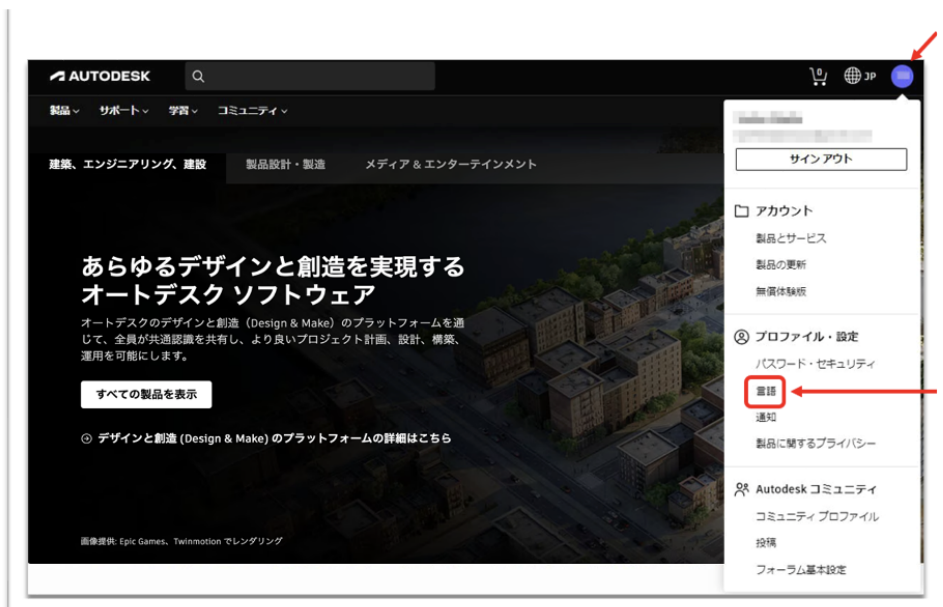 AUTODESK
0
JP
製品 サポート 学習 コミュニティ
建築、エンジニアリング、建設 製品設計・製造 メディア & エンターテインメント
あらゆるデザインと創造を実現する
オートデスク ソフトウェア
オートデスクのデザインと創造（Design & Make）のプラットフォームを通
じて、全員が共通認識を共有し、より良いプロジェクト計画、設計、構築、
運用を可能にします。
すべての製品を表示
デザインと創造 (Design & Make) のプラットフォームの詳細はこちら
画像提供: Epic Games、Twinmotion でレンダリング
サイン アウト
アカウント
製品とサービス
製品の更新
無償体験版
プロファイル・設定
パスワード・セキュリティ
言語
通知
製品に関するプライバシー
Autodesk コミュニティ
コミュニティ プロファイル
投稿
フォーラム基本設定